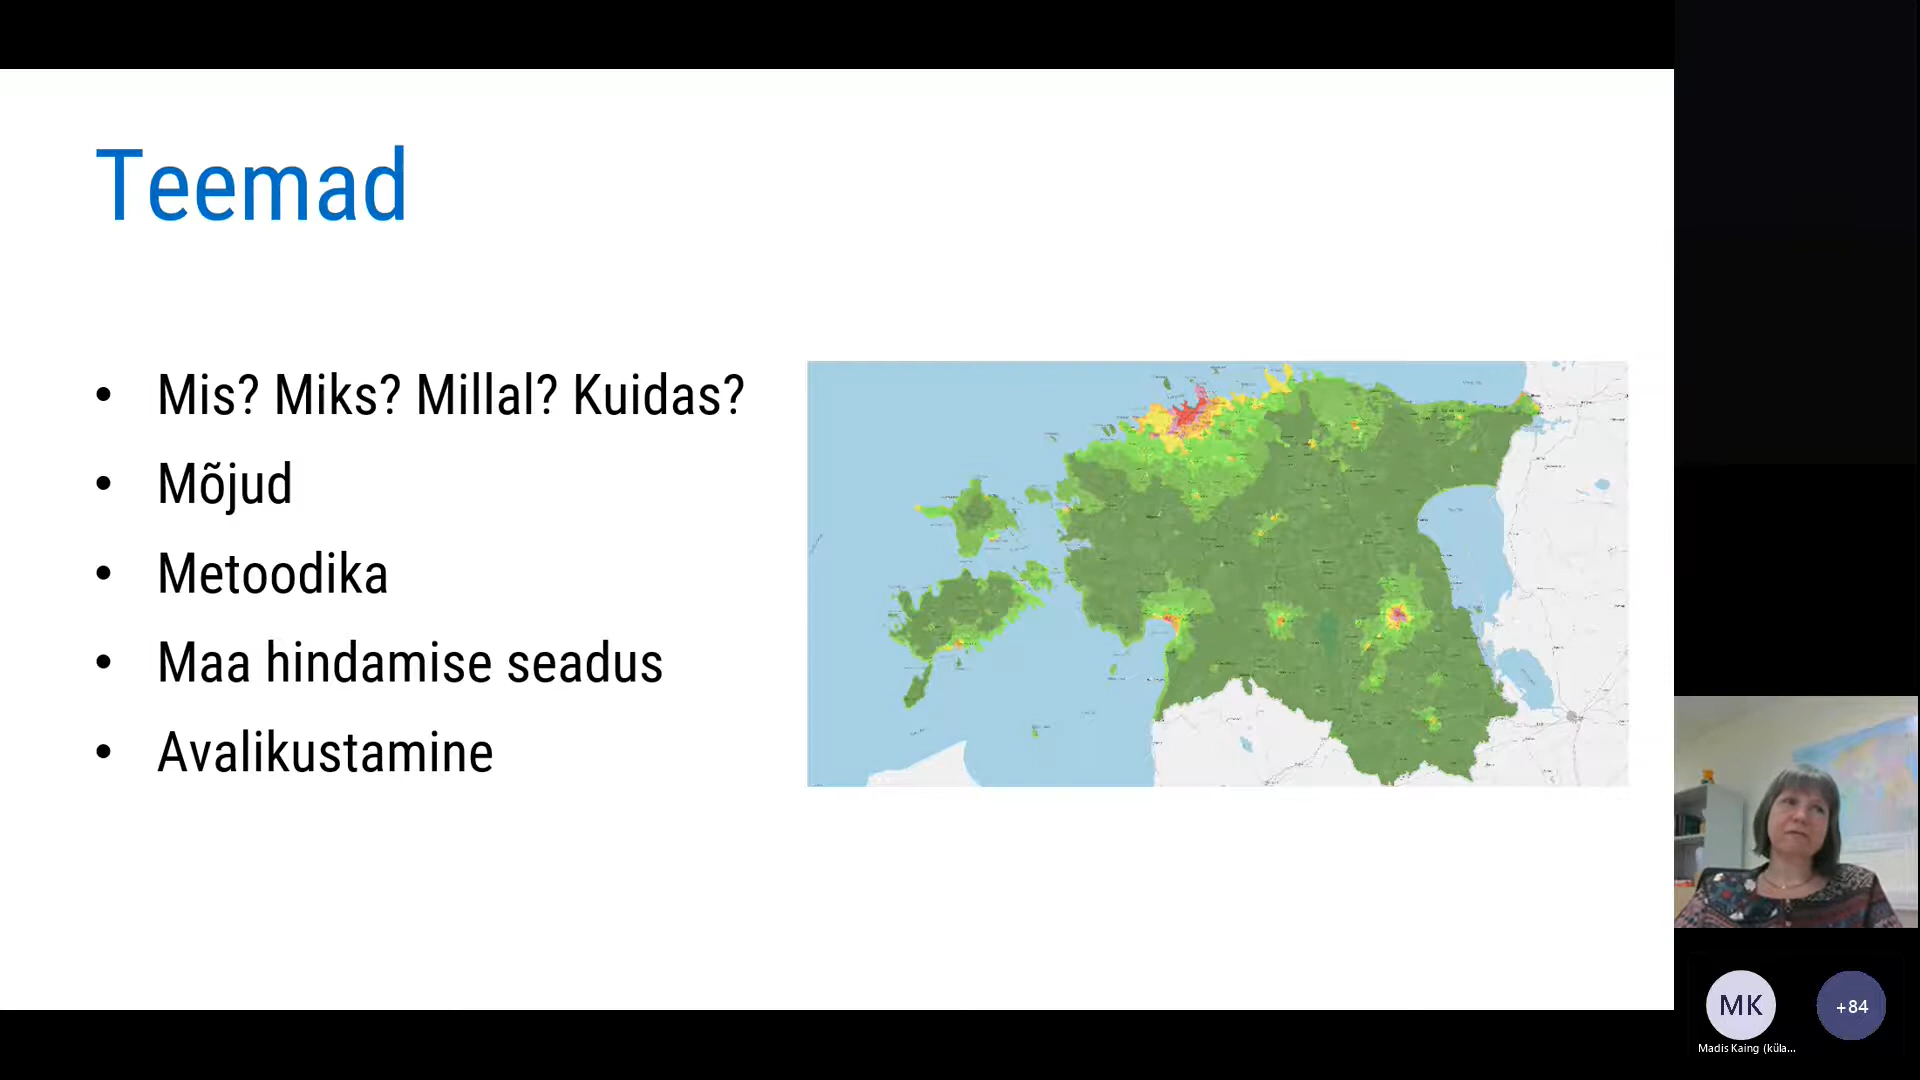 Teemad
• Mis? Miks? Millal? Kuidas?
• Mõjud
• Metoodika
• Maa hindamise seadus
• Avalikustamine
MK
+84
Madis Kaing (küla...